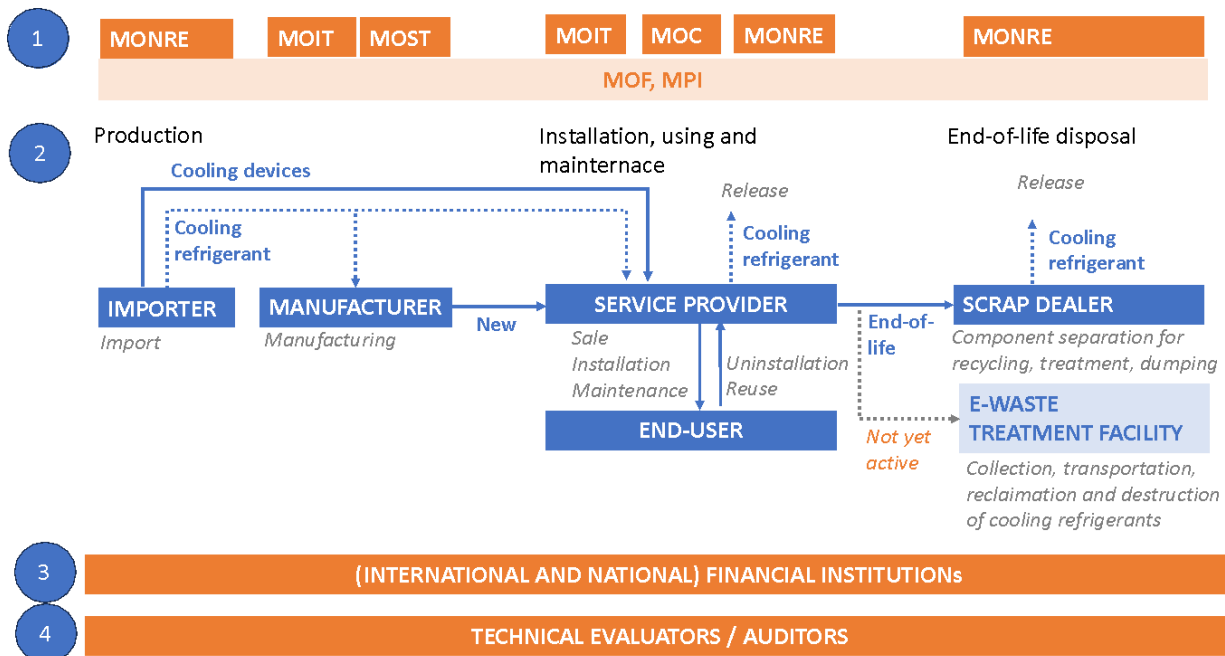 1
MONRE
MOIT
MOST
MOIT
MOC
MONRE
MONRE
MOF, MPI
2
Production
Installation, using and
mainternace
End-of-life disposal
Cooling devices
Cooling
refrigerant
Release
Cooling
refrigerant
Release
Cooling
refrigerant
IMPORTER
Import
MANUFACTURER
Manufacturing
New
SERVICE PROVIDER
Sale
Installation
Maintenance
Uninstallation
Reuse
END-USER
End-of-
life
Not yet
active
SCRAP DEALER
Component separation for
recycling, treatment, dumping
E-WASTE
TREATMENT FACILITY
Collection, transportation,
reclaimation and destruction
of cooling refrigerants
3
(INTERNATIONAL AND NATIONAL) FINANCIAL INSTITUTIONs
4
TECHNICAL EVALUATORS / AUDITORS